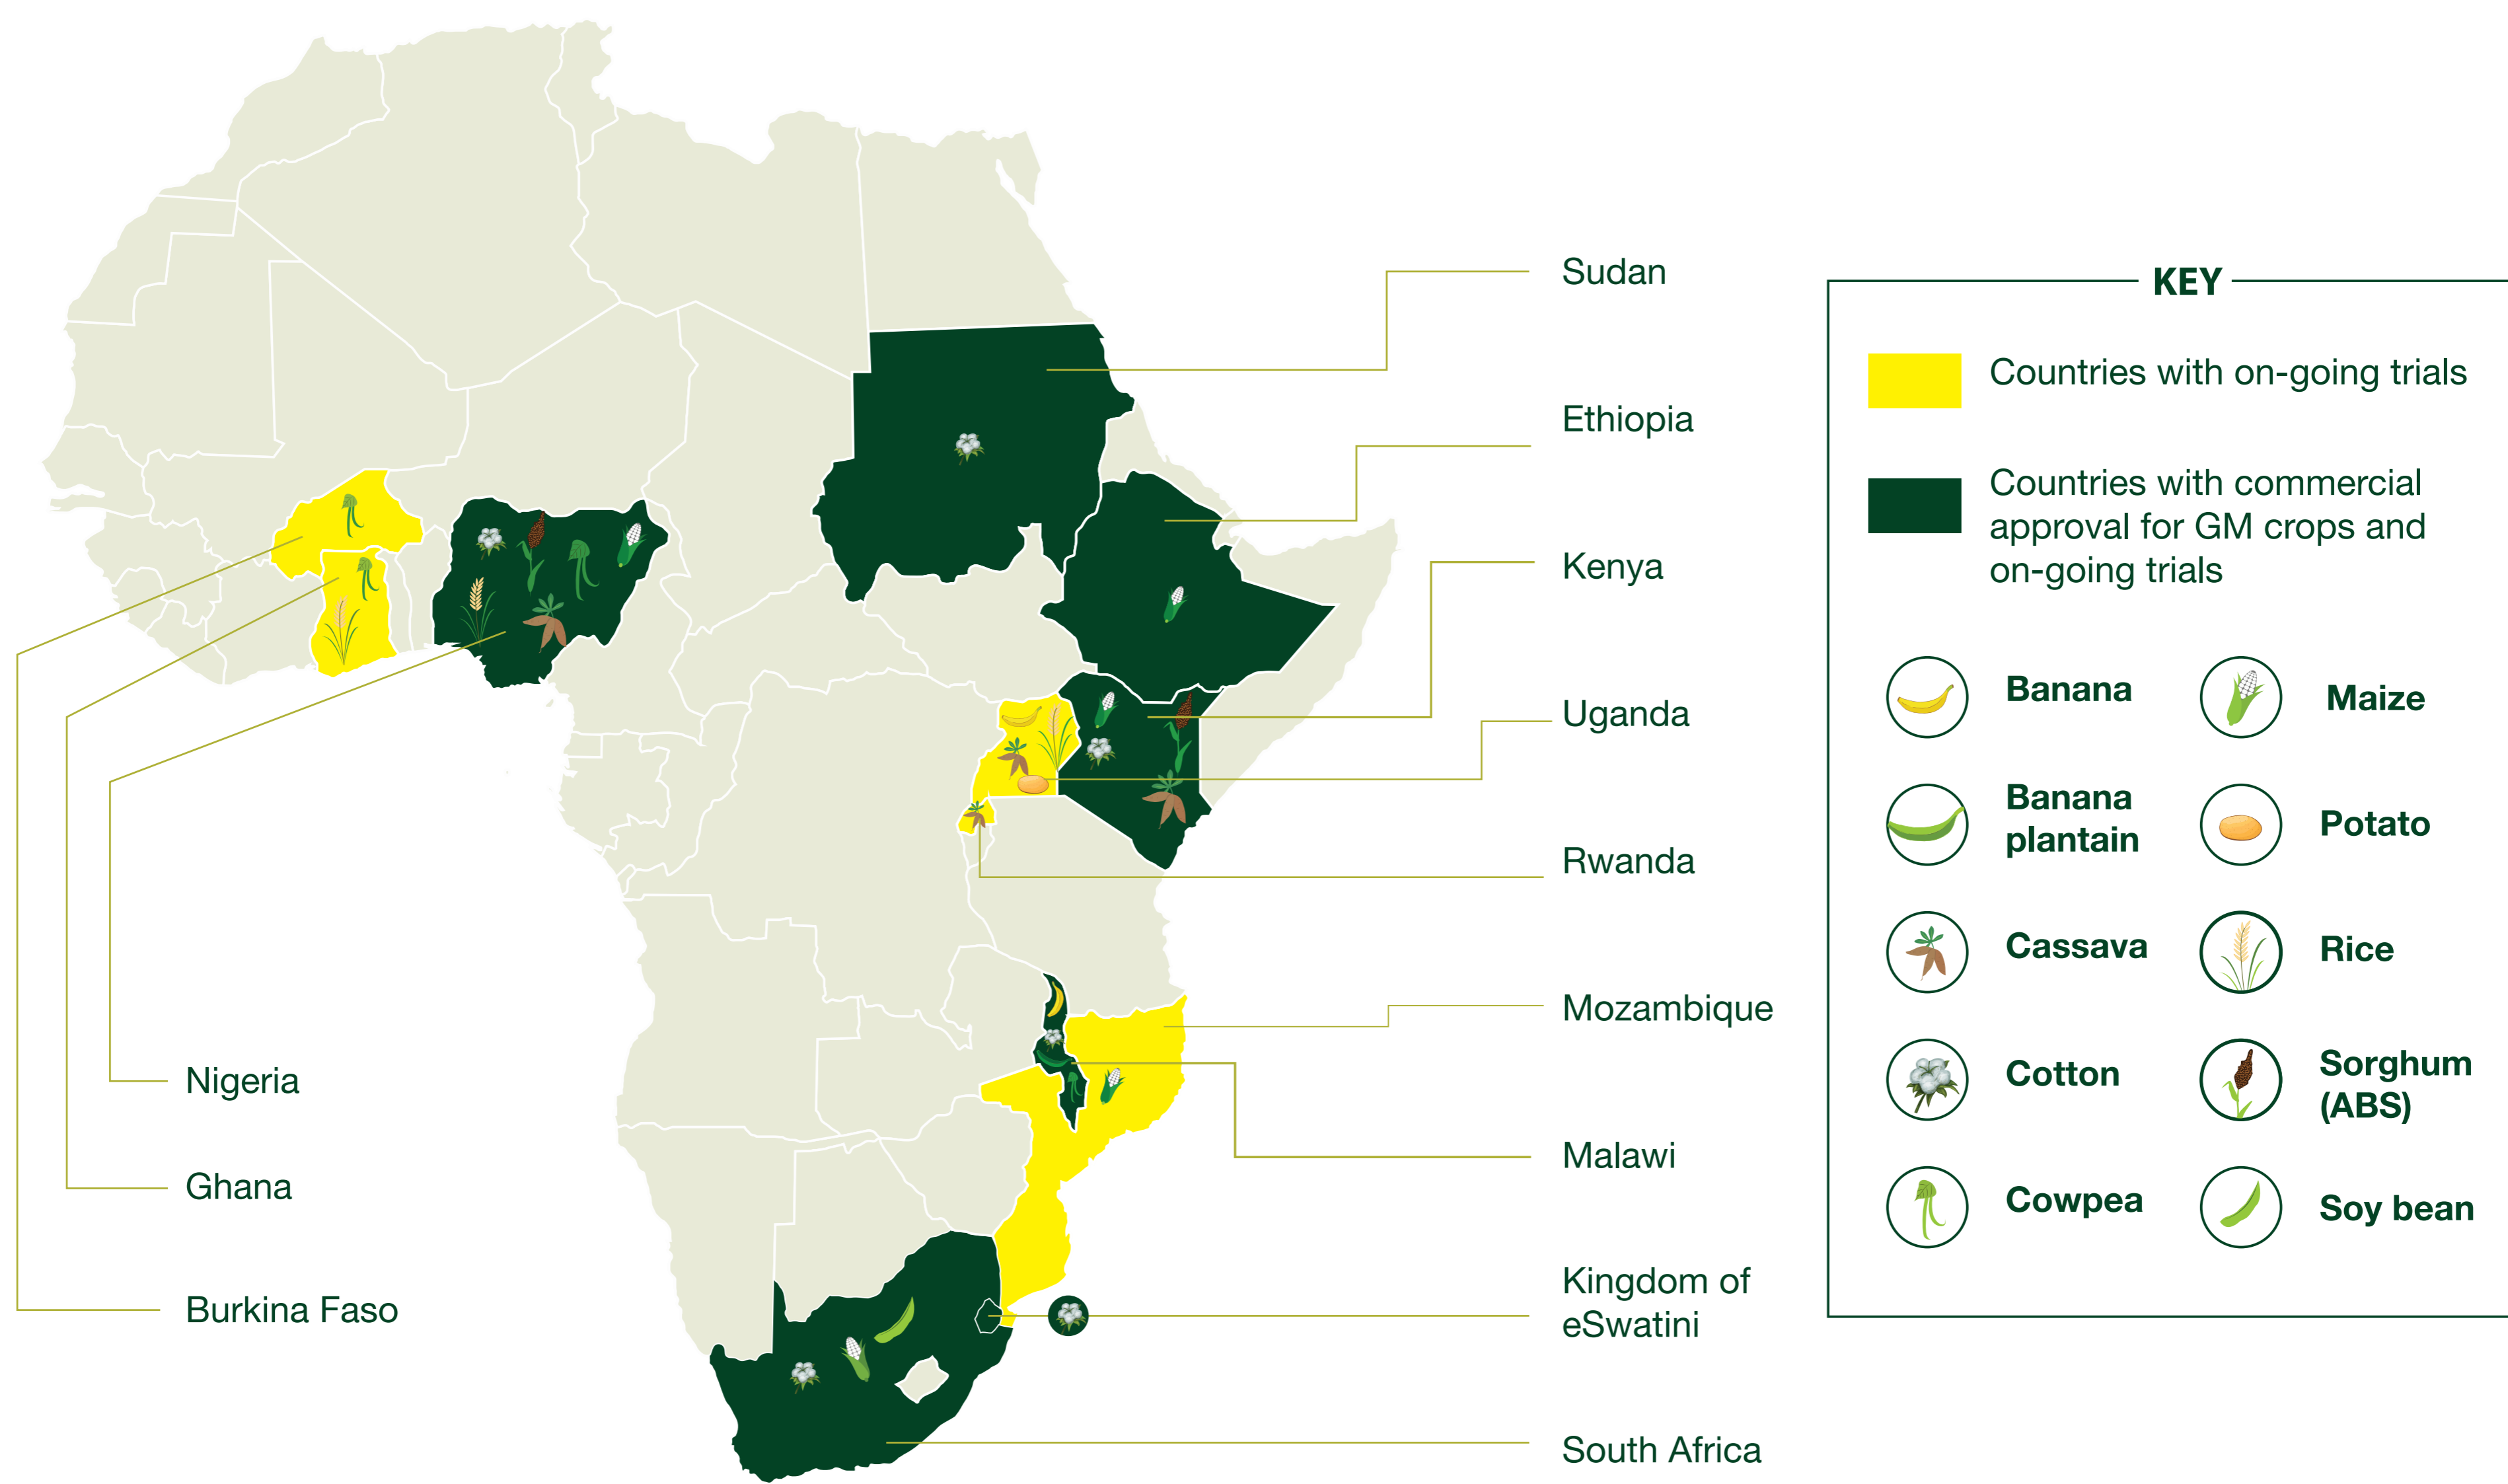 Sudan
Ethiopia
Kenya
Uganda
Rwanda
Mozambique
Malawi
Kingdom of
eSwatini
South Africa
Nigeria
Ghana
Burkina Faso
KEY
Countries with on-going trials
Countries with commercial
approval for GM crops and
on-going trials
Banana
Maize
Banana
plantain
Potato
Cassava
Rice
Cotton
Sorghum
(ABS)
Cowpea
Soy bean